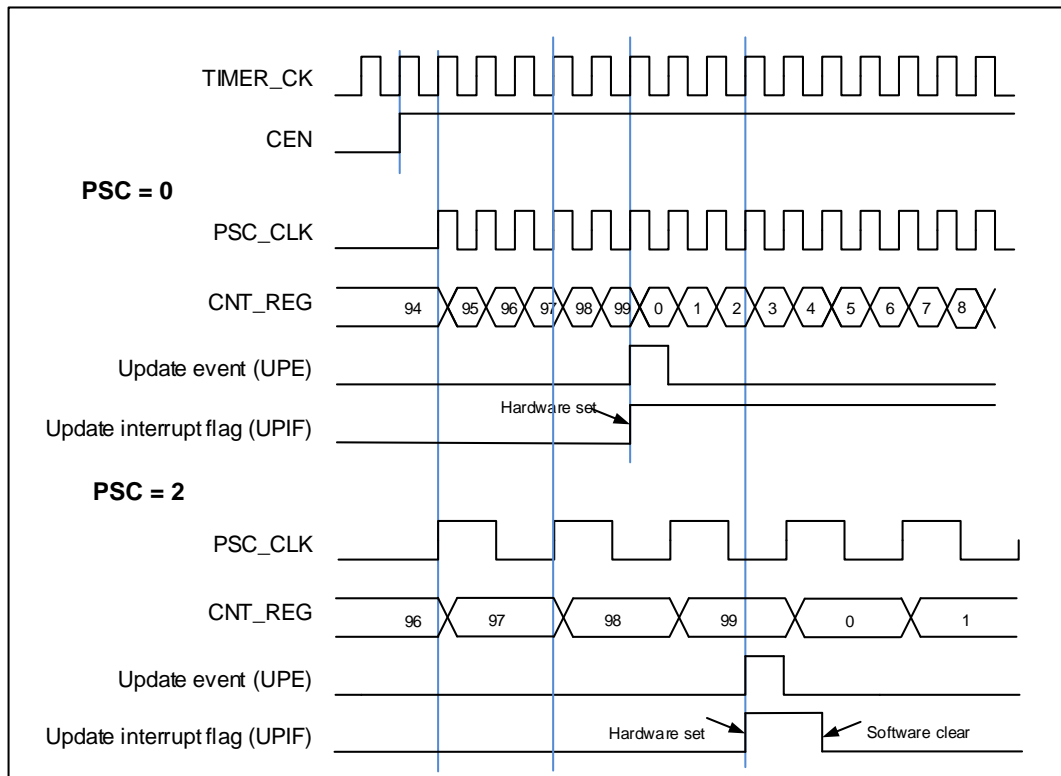 TIMER_CK
CEN
PSC = 0
PSC_CLK
CNT_REG 94 95 96 97 98 99 0 1 2 3 4 5 6 7 8
Update event (UPE)
Hardware set
Update interrupt flag (UPIF)
PSC = 2
PSC_CLK
CNT_REG 96 97 98 99 0 1
Update event (UPE)
Update interrupt flag (UPIF) Hardware set Software clear